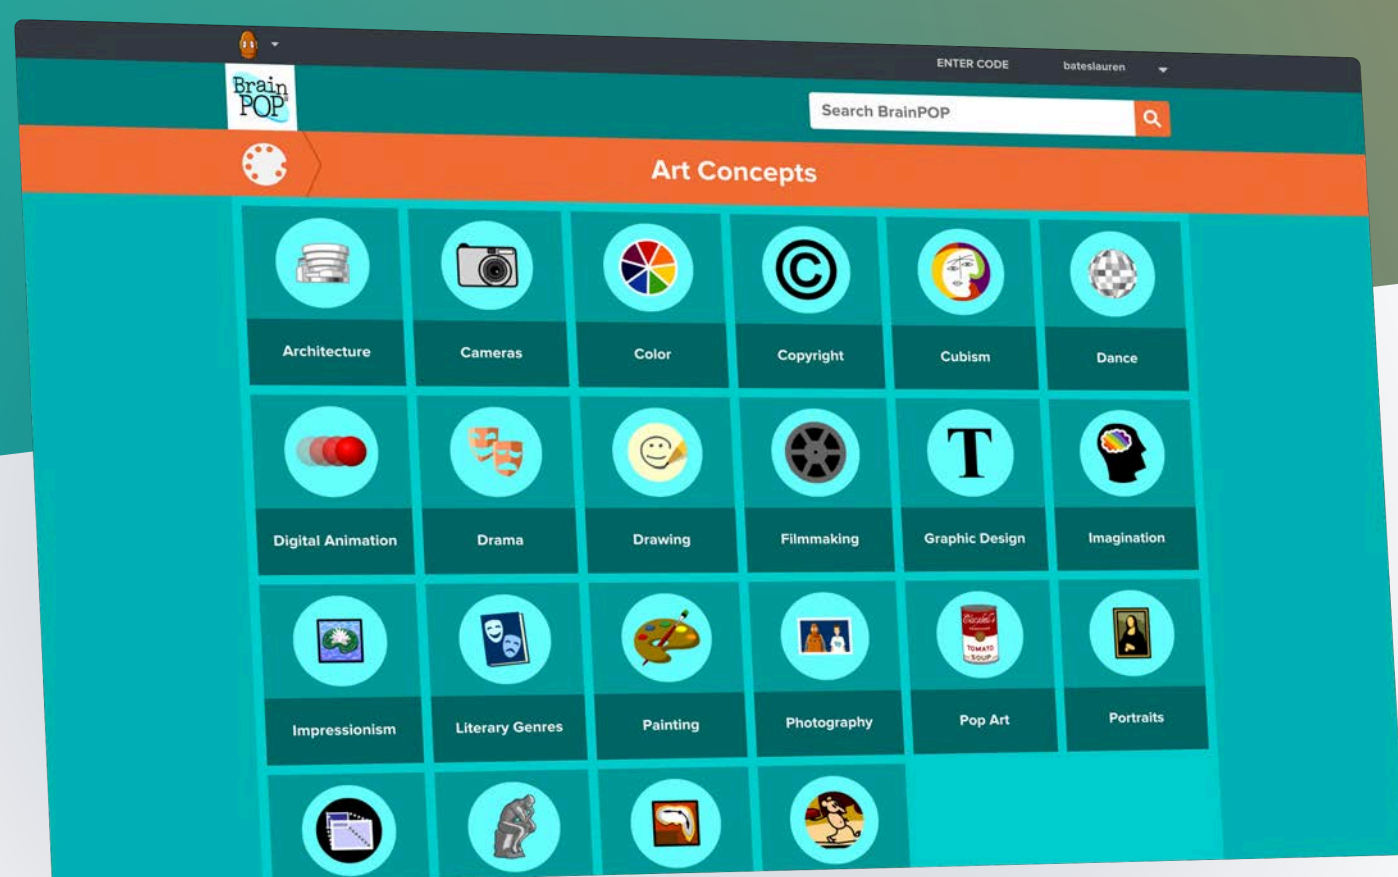 ENTER CODE
bateslauren
Brain
POP
Search BrainPOP
Art Concepts
Architecture
Cameras
Color
Copyright
Cubism
Dance
Digital Animation
Drama
Drawing
Filmmaking
Graphic Design
Imagination
Impressionism
Literary Genres
Painting
Photography
Pop Art
Portraits
T
TOMATO
SOUP